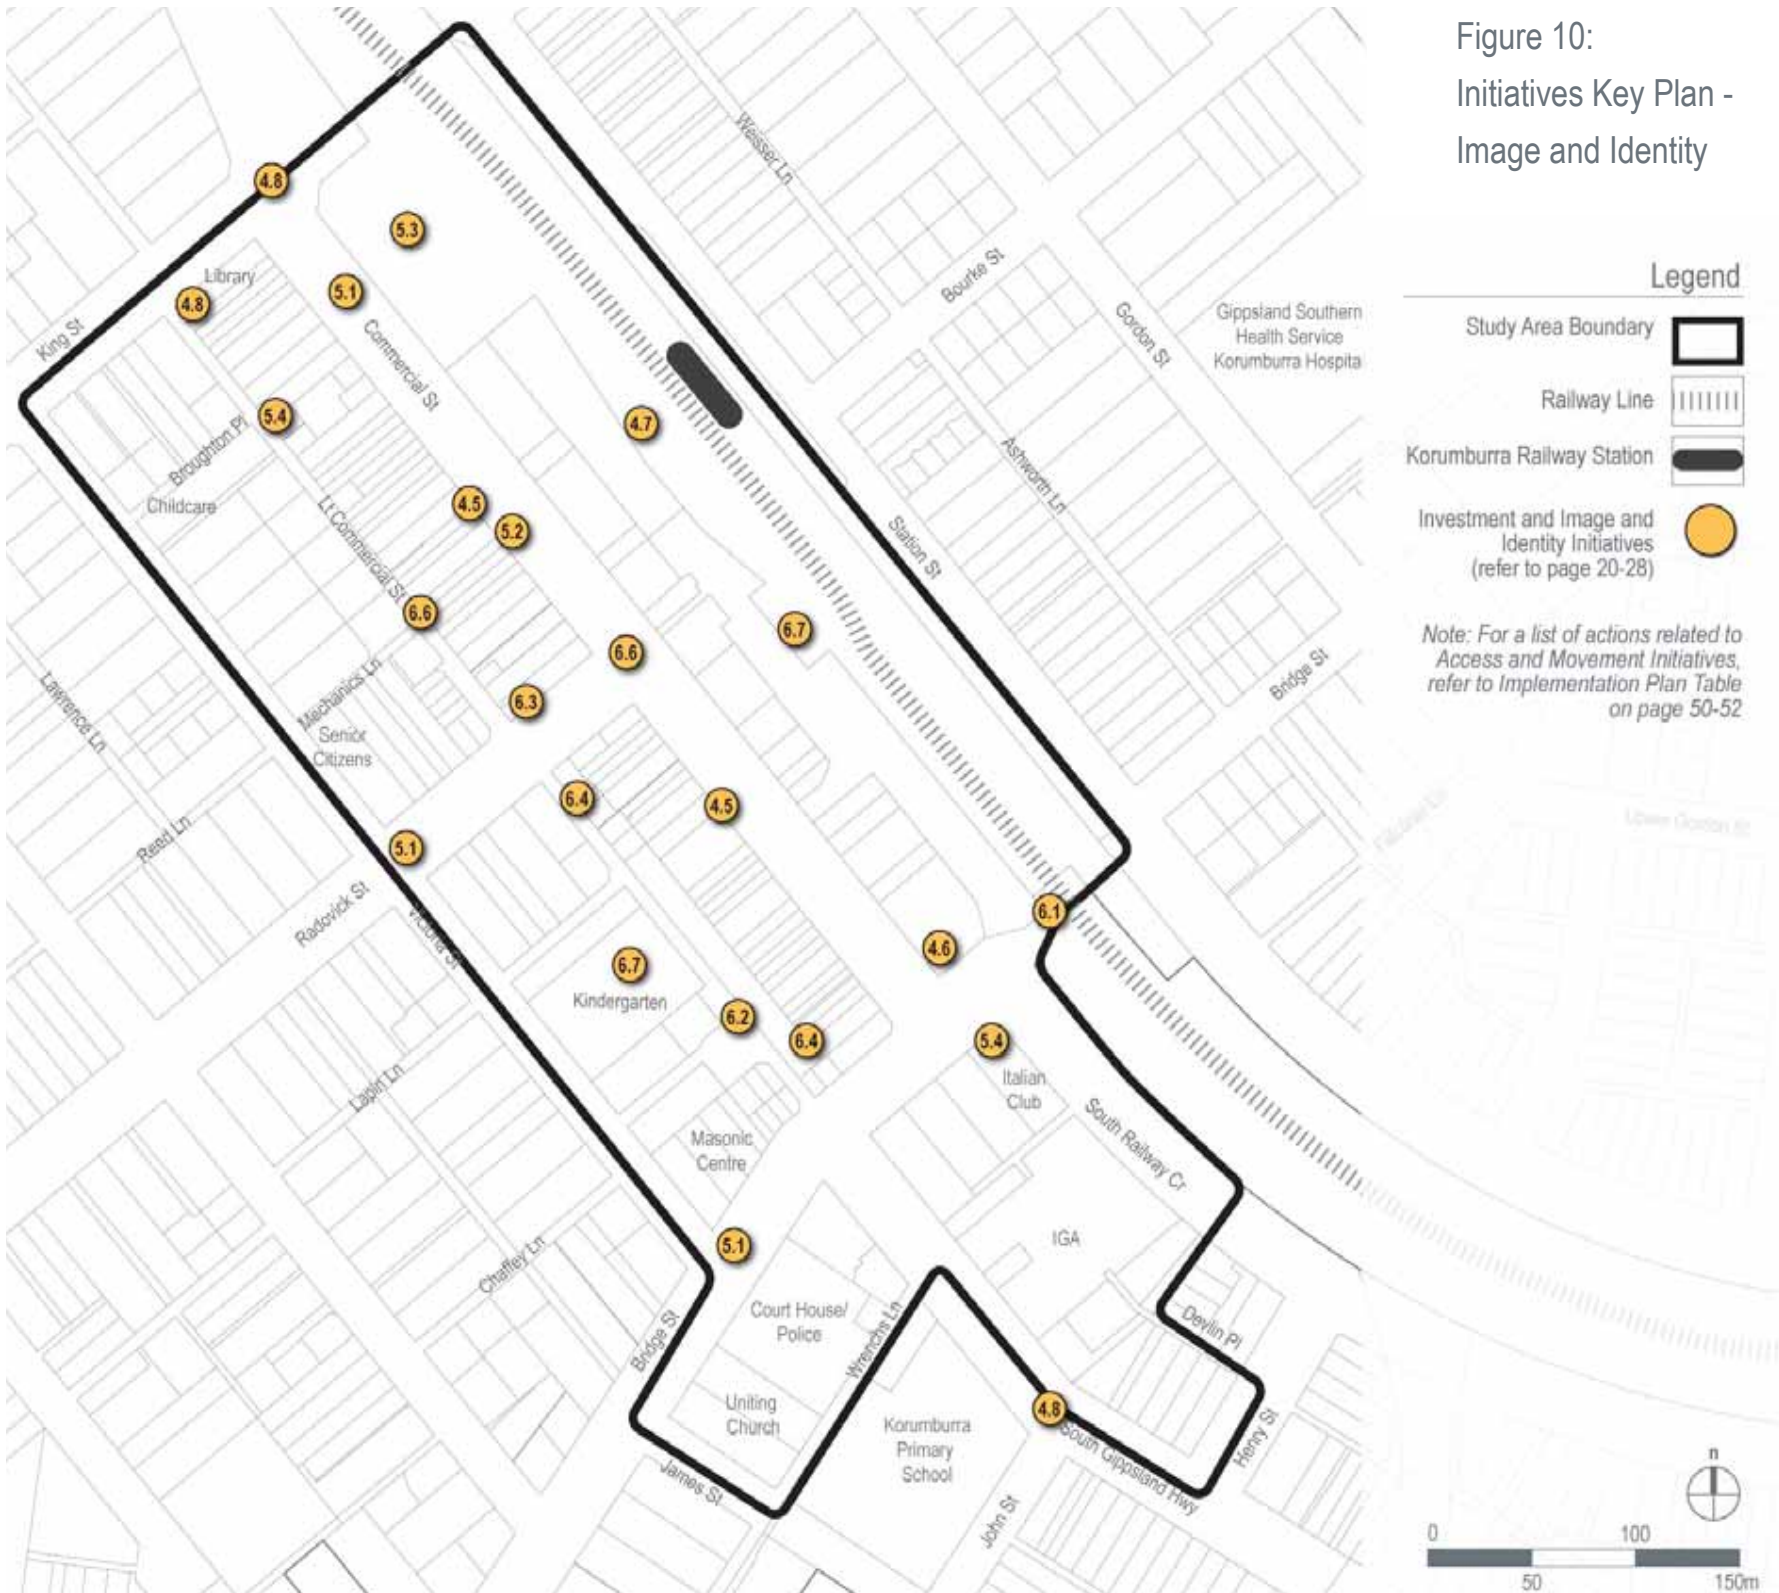 Figure 10:
Initiatives Key Plan -
Image and Identity
Legend
Study Area Boundary
Railway Line
Korumburra Railway Station
Investment and Image and
Identity Initiatives
(refer to page 20-28)
Note: For a list of actions related to
Access and Movement Initiatives,
refer to Implementation Plan Table
on page 50-52
Weisser Ln
4.8
5.3
Bourke St
Library
5.1
4.8
Gordon St
Gippsland Southern
Health Service
Korumburra Hospita
King St
Commercial St
5.4
4.7
Broughton Pl
Ashworth Ln
Childcare
4.5
5.2
Station St
Lt Commercial St
6.6
6.7
6.6
Bridge St
Mechanics Ln
6.3
Lawrence Ln
Senior
Citizens
6.4
4.5
Upper Gordon St
Reed Ln
5.1
Radovick St
Victoria St
6.1
4.6
6.7
Kindergarten
6.2
6.4
5.4
Italian
Club
Lapin Ln
South Railway Cr
Masonic
Centre
5.1
IGA
Chaffey Ln
Court House/
Police
Devlin Pl
Bridge St
Wrenchs Ln
Uniting
Church
4.8
Korumburra
Primary
School
South Gippsland Hwy
Henry St
James St
John St
n
0
100
50
150m